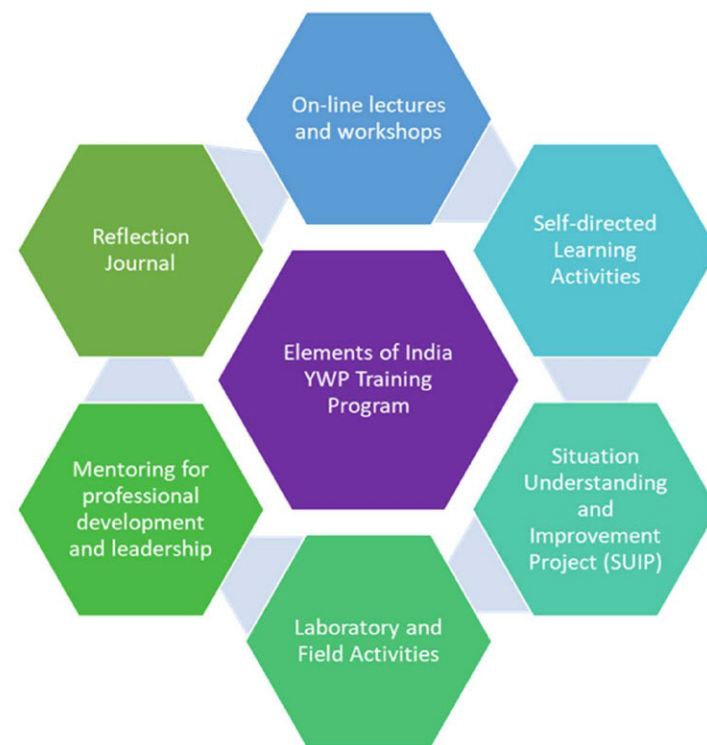 On-line lectures
and workshops
Self-directed
Learning
Activities
Situation
Understanding
and
Improvement
Project (SUIP)
Laboratory and
Field Activities
Mentoring for
professional
development
and leadership
Reflection
Journal
Elements of India
YWP Training
Program